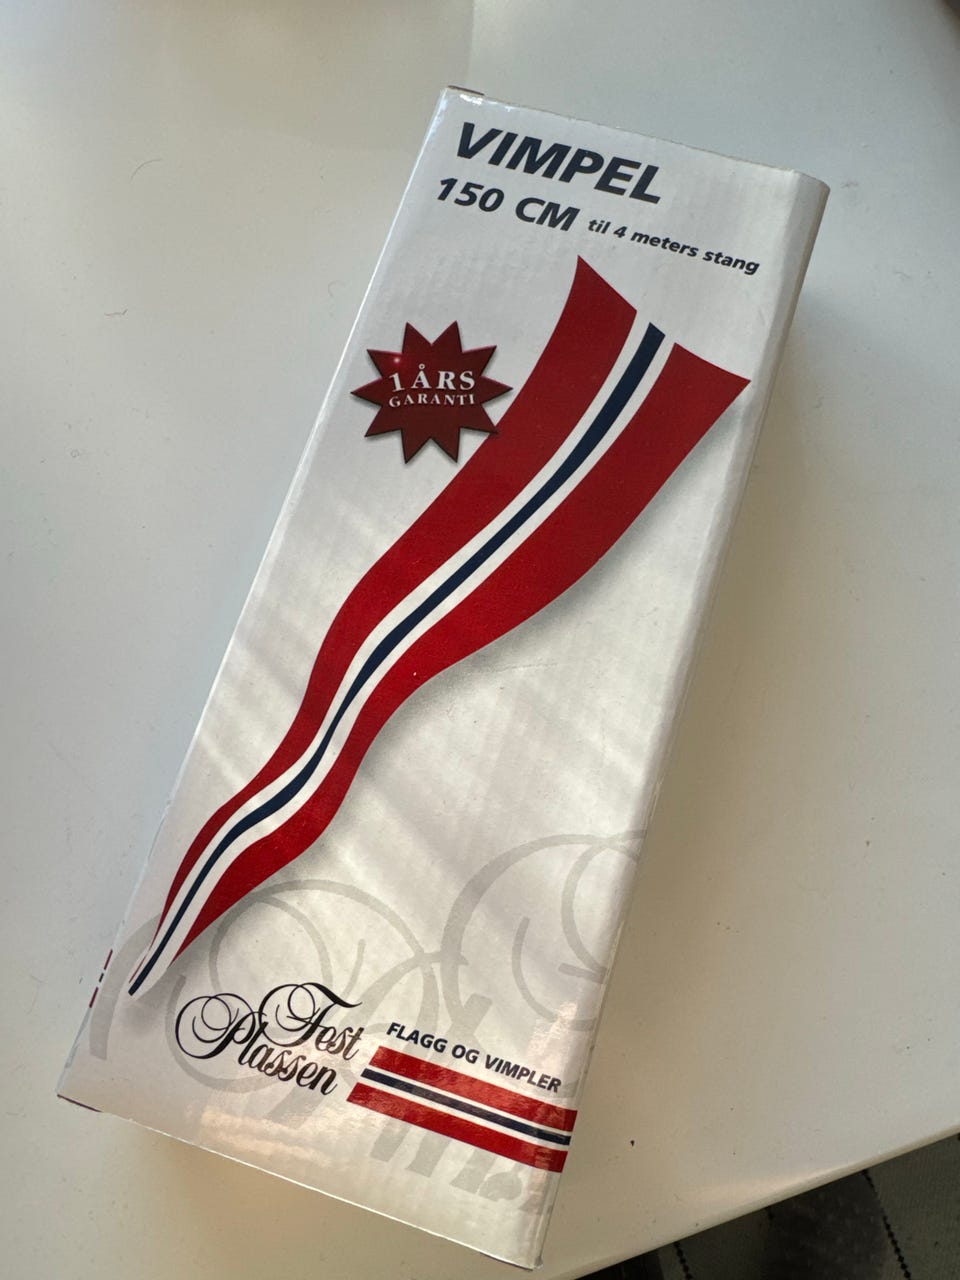 VIMPEL
150 CM til 4 meters stang
1 ÅRS
GARANTI
Fest
Plassen
FLAGG OG VIMPLER